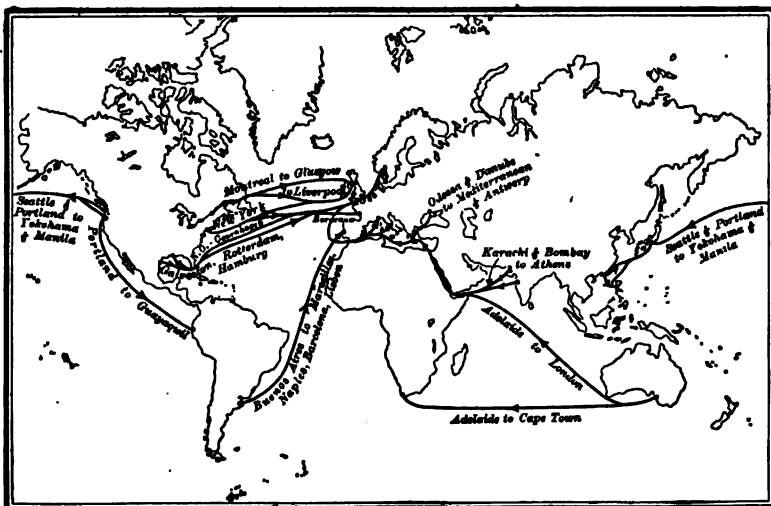 Montreal to Glasgow
to Liverpool
New York
Rotterdam,
Hamburg
Seattle
Portland to
Yokohama
& Manila
Portland to Guayaquil
Buenos Aires to Marseilles,
Naples, Barcelona, Lisbon
Odessa & Danube
to Mediterranean
& Antwerp
Karachi & Bombay
to Athens
Seattle & Portland
to Yokohama &
Manila
Adelaide to London
Adelaide to Cape Town